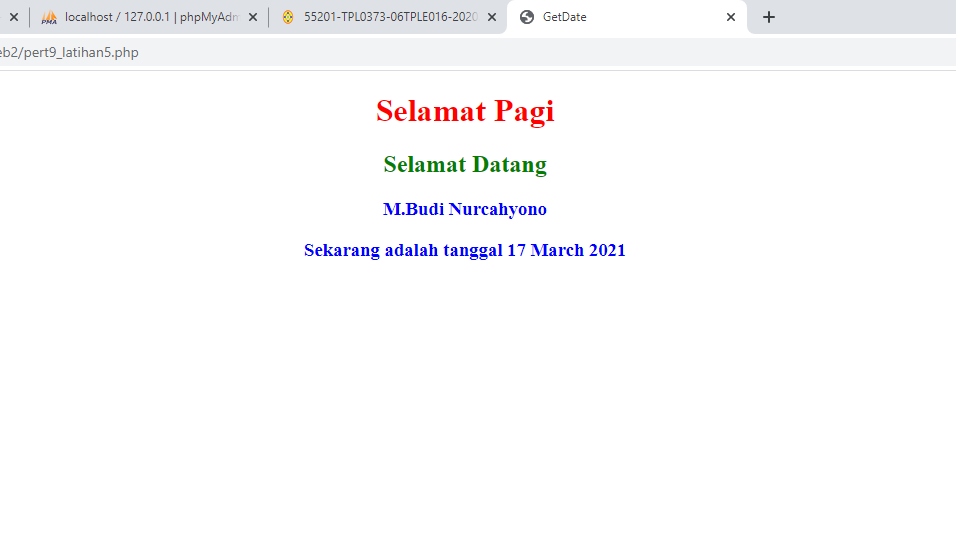 localhost / 127.0.0.1 | phpMyAdm
55201-TPL0373-06TPLE016-2020
GetDate
eb2/pert9_latihan5.php
Selamat Pagi
Selamat Datang
M.Budi Nurcahyono
Sekarang adalah tanggal 17 March 2021